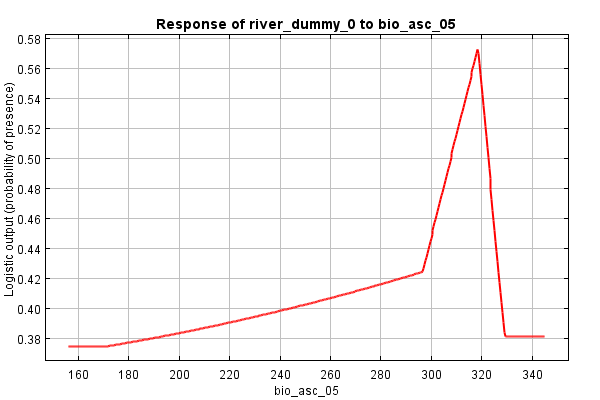 Response of river_dummy_0 to bio_asc_05
Logistic output (probability of presence)
0.58
0.56
0.54
0.52
0.50
0.48
0.46
0.44
0.42
0.40
0.38
160 180 200 220 240 260 280 300 320 340
bio_asc_05